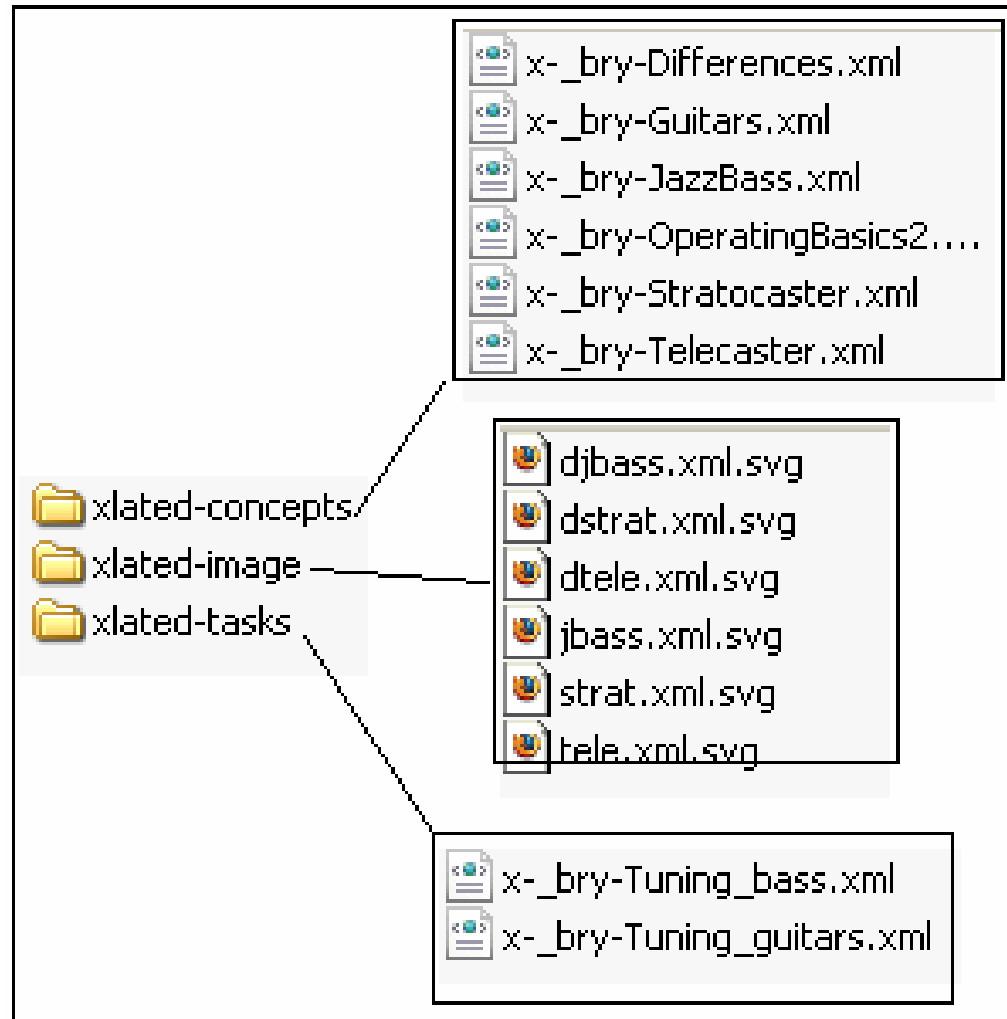 x-_bry-Differences.xml
x-_bry-Guitars.xml
x-_bry-JazzBass.xml
x-_bry-OperatingBasics2....
x-_bry-Stratocaster.xml
x-_bry-Telecaster.xml
xlated-concepts
xlated-image
xlated-tasks
djbass.xml.svg
dstrat.xml.svg
dtele.xml.svg
jbass.xml.svg
strat.xml.svg
tele.xml.svg
x-_bry-Tuning_bass.xml
x-_bry-Tuning_guitars.xml